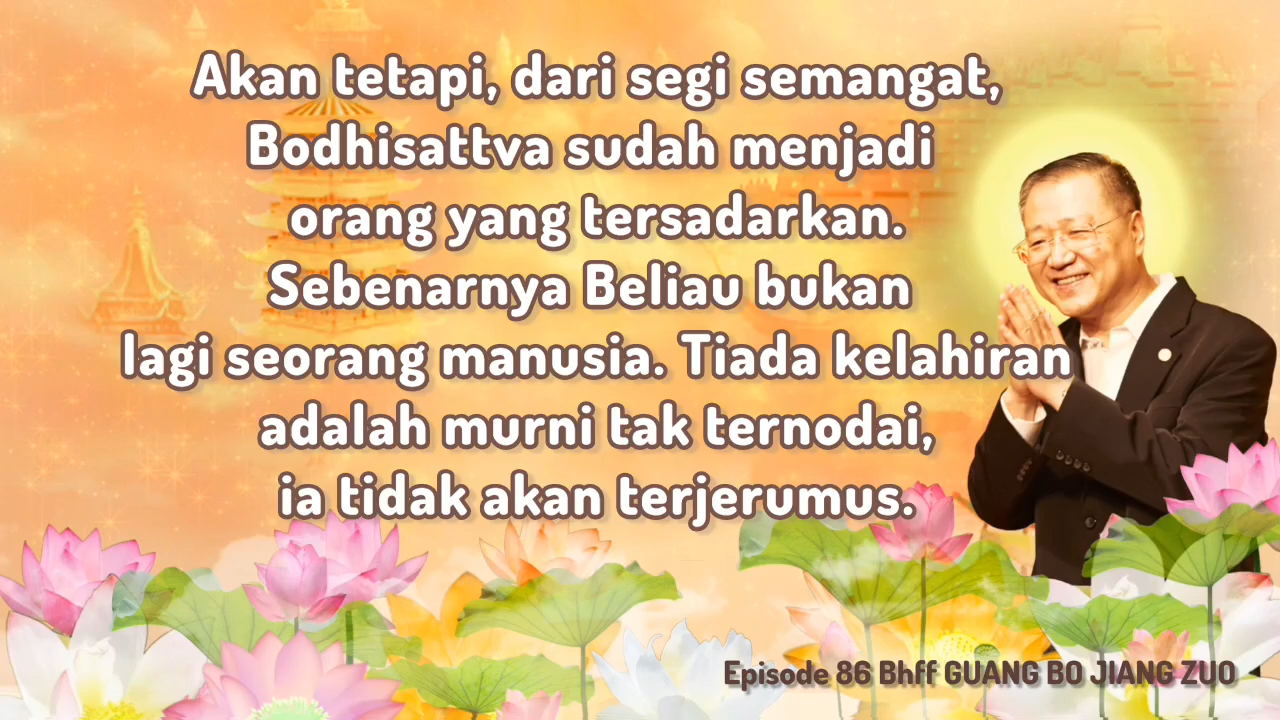 Akan tetapi, dari segi semangat,
Bodhisattva sudah menjadi
orang yang tersadarkan.
Sebenarnya Beliau bukan
lagi seorang manusia. Tiada kelahiran
adalah murni tak ternodai,
ia tidak akan terjerumus.
Episode 86 Bhff GUANG BO JIANG ZUO